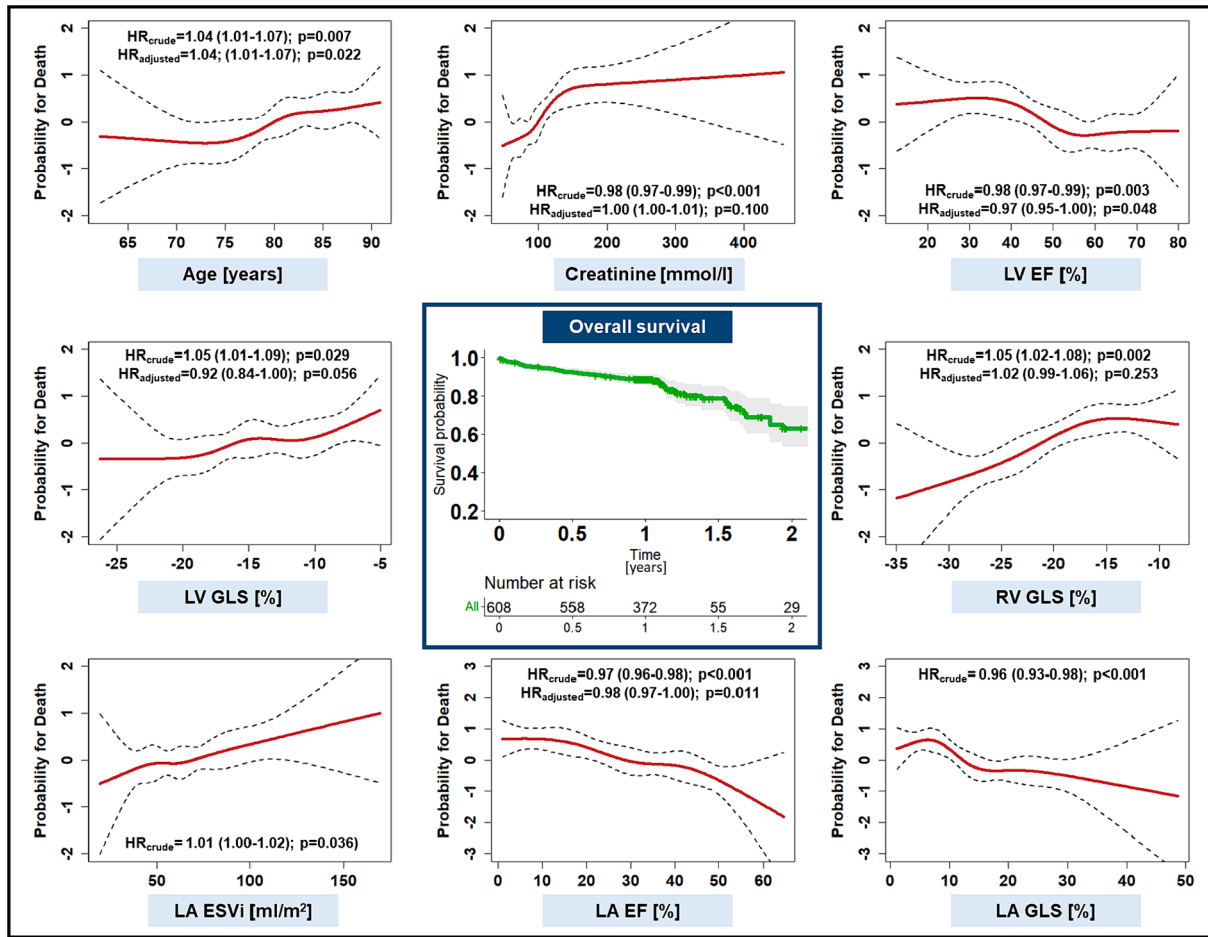 HRcrude=1.04 (1.01-1.07); p=0.007
HRadjusted=1.04; (1.01-1.07); p=0.022
Probability for Death
2
1
0
-1
-2
65 70 75 80 85 90
Age [years]
Probability for Death
2
1
0
-1
-2
HRcrude=0.98 (0.97-0.99); p<0.001
HRadjusted=1.00 (1.00-1.01); p=0.100
100 200 300 400
Creatinine [mmol/l]
Probability for Death
2
1
0
-1
-2
HRcrude=0.98 (0.97-0.99); p=0.003
HRadjusted=0.97 (0.95-1.00); p=0.048
20 30 40 50 60 70 80
LV EF [%]
HRcrude=1.05 (1.01-1.09); p=0.029
HRadjusted=0.92 (0.84-1.00); p=0.056
Probability for Death
2
1
0
-1
-2
-25 -20 -15 -10 -5
LV GLS [%]
Overall survival
Survival probability
1.0
0.8
0.6
0.4
0.2
0 0.5 1 1.5 2
Time
[years]
Number at risk
All 608 558 372 55 29
0 0.5 1 1.5 2
HRcrude=1.05 (1.02-1.08); p=0.002
HRadjusted=1.02 (0.99-1.06); p=0.253
Probability for Death
2
1
0
-1
-2
-35 -30 -25 -20 -15 -10
RV GLS [%]
Probability for Death
2
1
0
-1
-2
HRcrude= 1.01 (1.00-1.02); p=0.036)
50 100 150
LA ESVi [ml/m²]
HRcrude=0.97 (0.96-0.98); p<0.001
HRadjusted=0.98 (0.97-1.00); p=0.011
Probability for Death
3
2
1
0
-1
-2
-3
0 10 20 30 40 50 60
LA EF [%]
HRcrude= 0.96 (0.93-0.98); p<0.001
Probability for Death
3
2
1
0
-1
-2
-3
0 10 20 30 40 50
LA GLS [%]